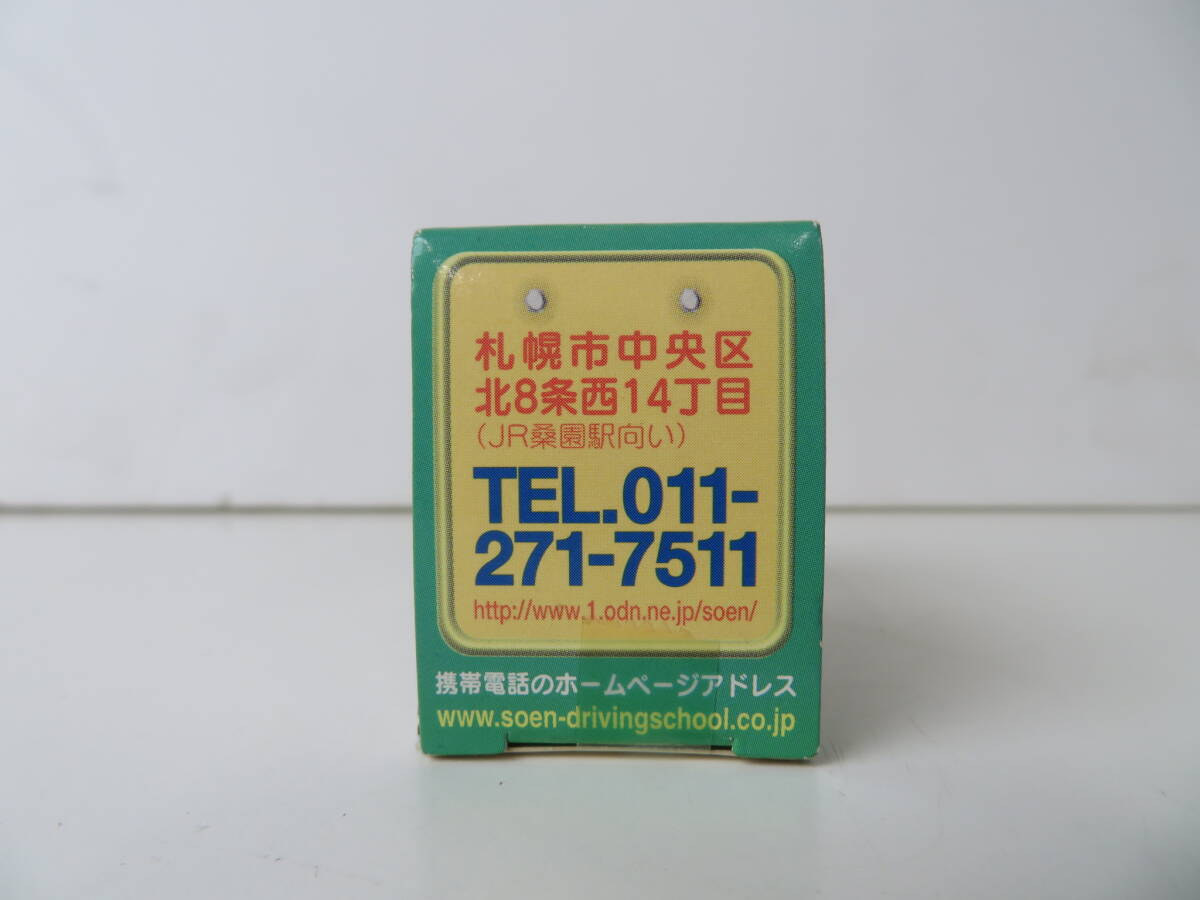 札幌市中央区
北8条西14丁目
(JR桑園駅向い)
TEL.011-
271-7511
http://www.1.odn.ne.jp/soen/
携帯電話のホームページアドレス
www.soen-drivingschool.co.jp